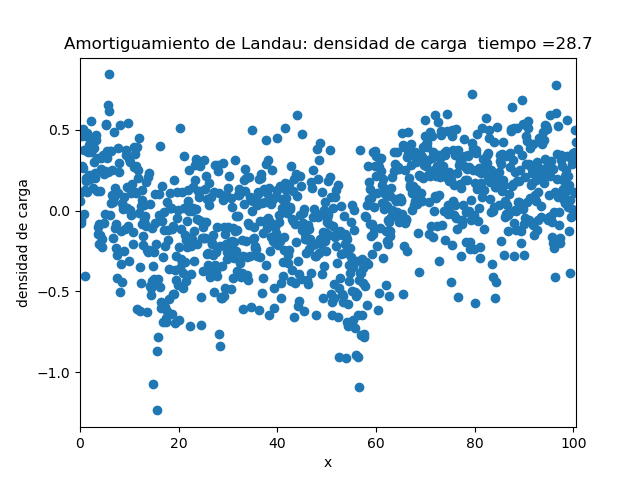 Amortiguamiento de Landau: densidad de carga  tiempo =28.7
densidad de carga
0.5
0.0
−0.5
−1.0
0 20 40 60 80 100
x